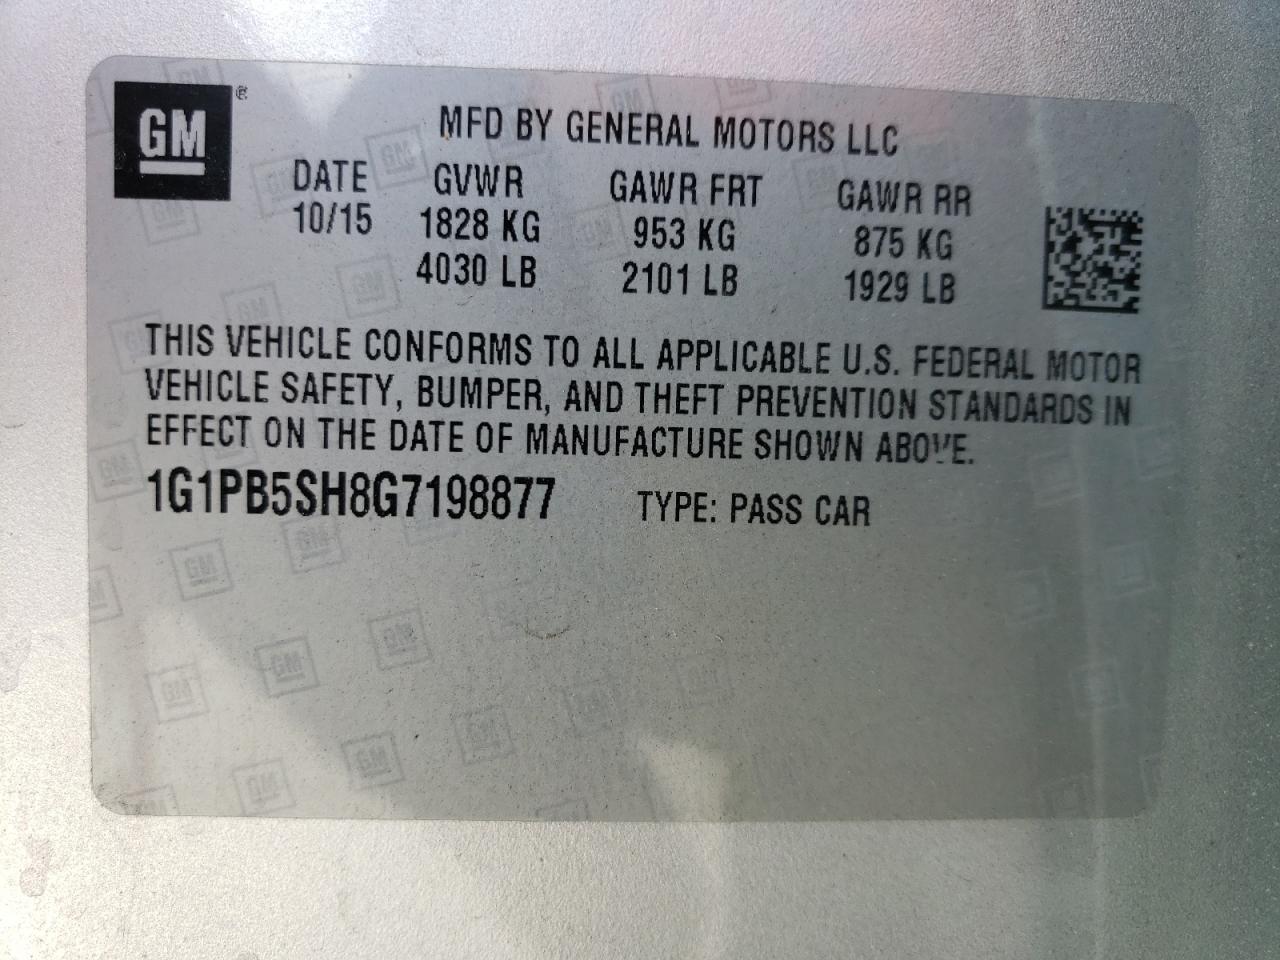 GM ®
MFD BY GENERAL MOTORS LLC
DATE GVWR GAWR FRT GAWR RR
10/15 1828 KG 953 KG 875 KG
4030 LB 2101 LB 1929 LB
THIS VEHICLE CONFORMS TO ALL APPLICABLE U.S. FEDERAL MOTOR
VEHICLE SAFETY, BUMPER, AND THEFT PREVENTION STANDARDS IN
EFFECT ON THE DATE OF MANUFACTURE SHOWN ABOVE.
1G1PB5SH8G7198877 TYPE: PASS CAR